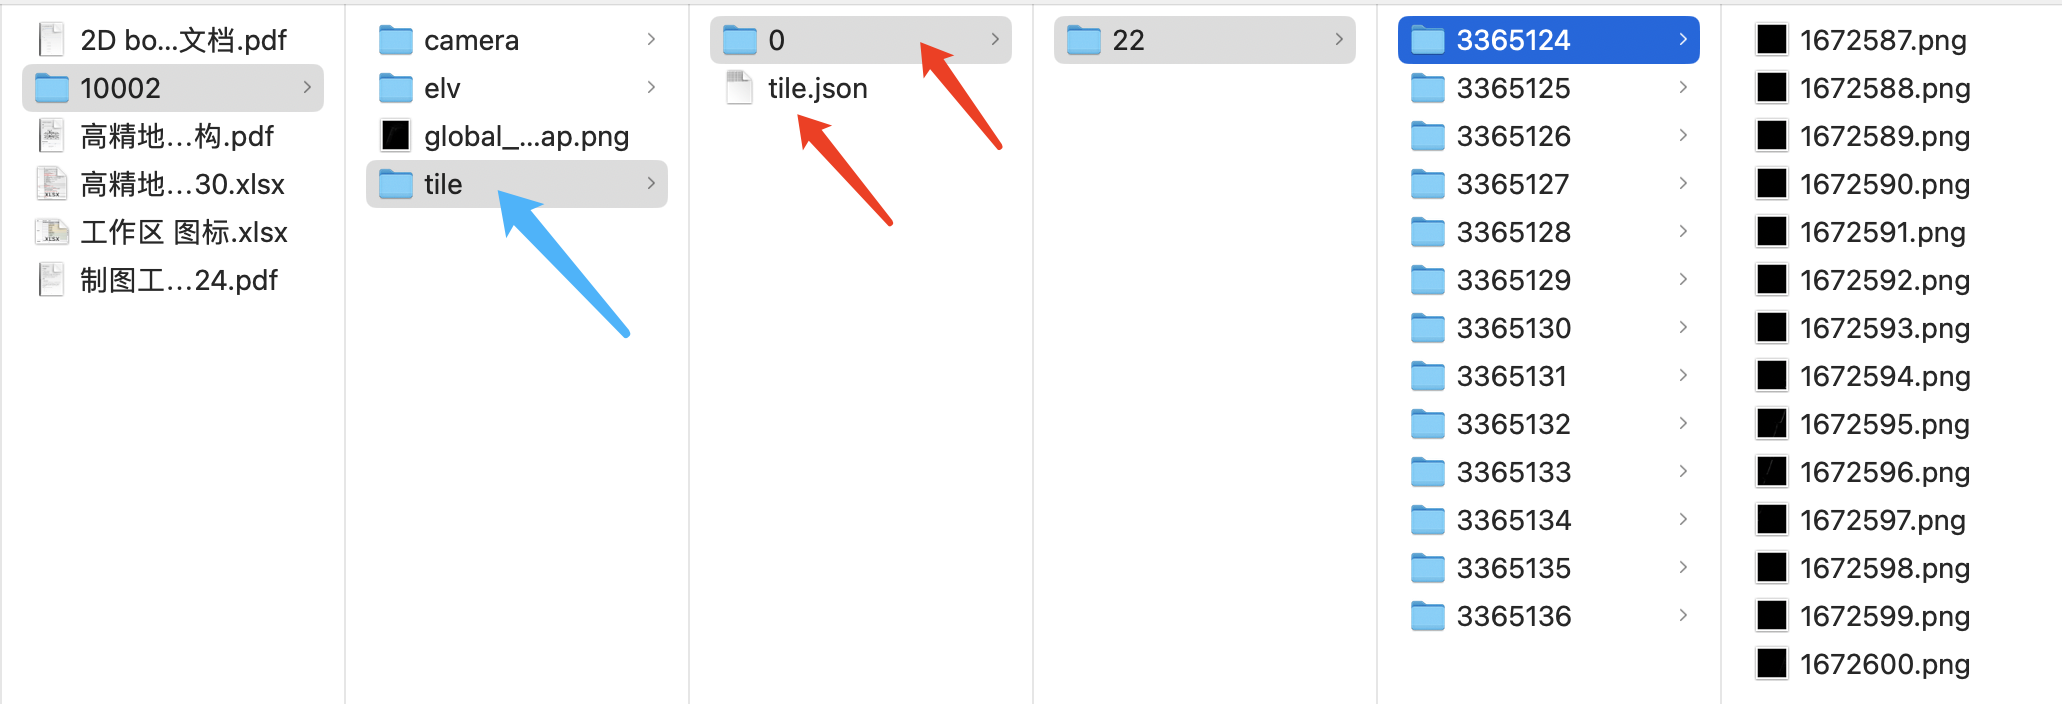 2D bo...文档.pdf
10002
高精地...构.pdf
高精地...30.xlsx
工作区 图标.xlsx
制图工...24.pdf
camera
elv
global_...ap.png
tile
0
tile.json
22
3365124
3365125
3365126
3365127
3365128
3365129
3365130
3365131
3365132
3365133
3365134
3365135
3365136
1672587.png
1672588.png
1672589.png
1672590.png
1672591.png
1672592.png
1672593.png
1672594.png
1672595.png
1672596.png
1672597.png
1672598.png
1672599.png
1672600.png